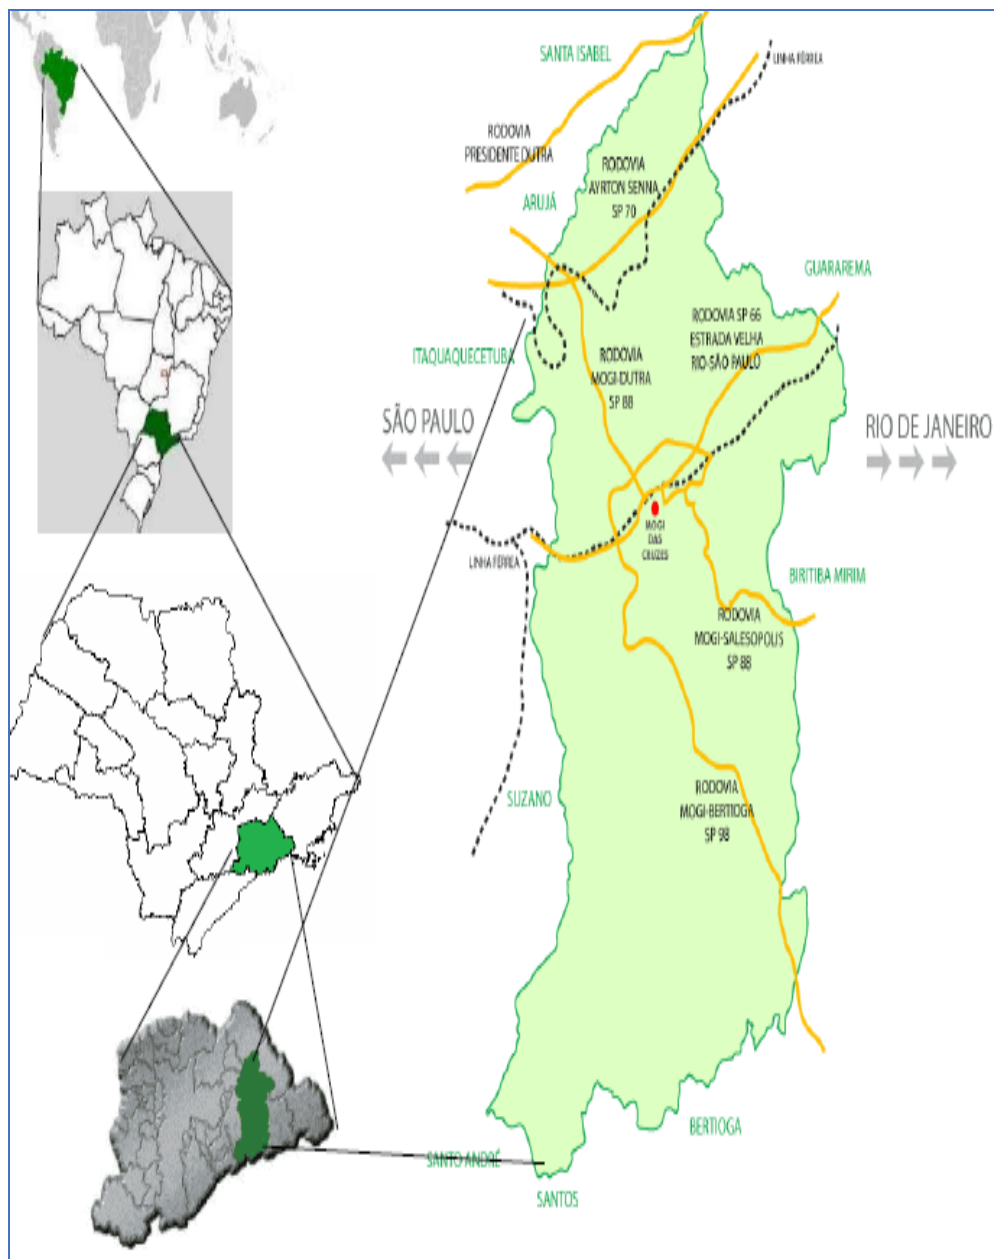 SANTA ISABEL
LINHA FÉRREA
RODOVIA
PRESIDENTE DUTRA
RODOVIA
AYRTON SENNA
SP 70
ARUJÁ
GUARAREMA
RODOVIA SP 66
ESTRADA VELHA
RIO-SÃO PAULO
ITAQUAQUECETUBA
RODOVIA
MOGI-DUTRA
SP 88
SÃO PAULO
RIO DE JANEIRO
MOGI
DAS
CRUZES
LINHA FÉRREA
BIRITIBA MIRIM
RODOVIA
MOGI-SALESOPOLIS
SP 88
SUZANO
RODOVIA
MOGI-BERTIOGA
SP 98
BERTIOGA
SANTO ANDRÉ
SANTOS